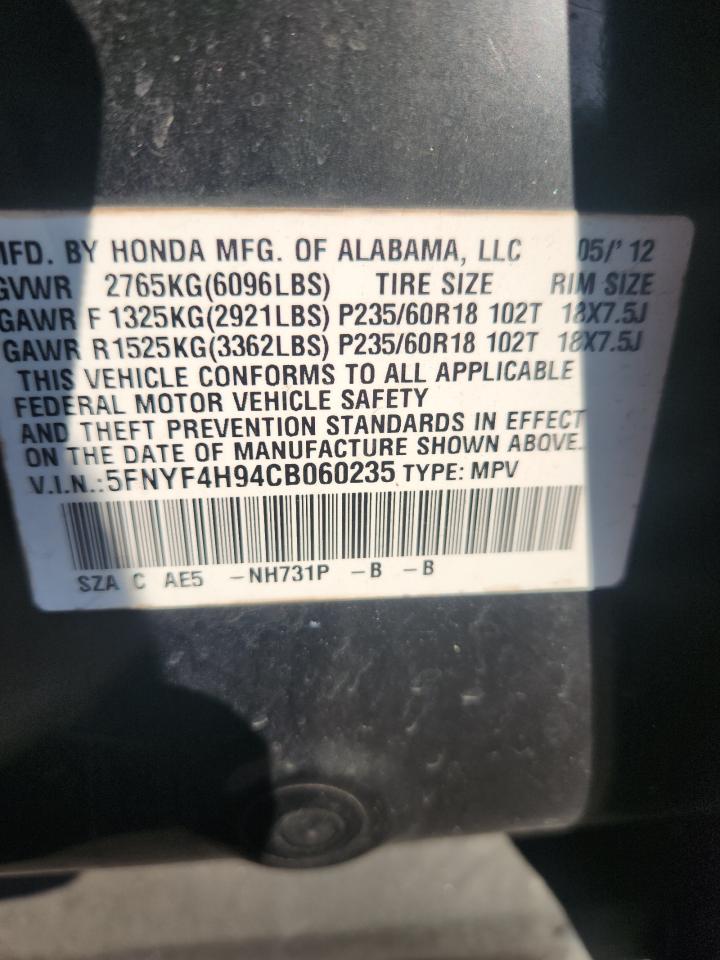 MFD. BY HONDA MFG. OF ALABAMA, LLC 05/'12
GVWR 2765KG(6096LBS) TIRE SIZE RIM SIZE
GAWR F 1325KG(2921LBS) P235/60R18 102T 18X7.5J
GAWR R1525KG(3362LBS) P235/60R18 102T 18X7.5J
THIS VEHICLE CONFORMS TO ALL APPLICABLE
FEDERAL MOTOR VEHICLE SAFETY
AND THEFT PREVENTION STANDARDS IN EFFECT
ON THE DATE OF MANUFACTURE SHOWN ABOVE.
V.I.N.:5FNYF4H94CB060235 TYPE: MPV
SZA C AE5 -NH731P -B -B